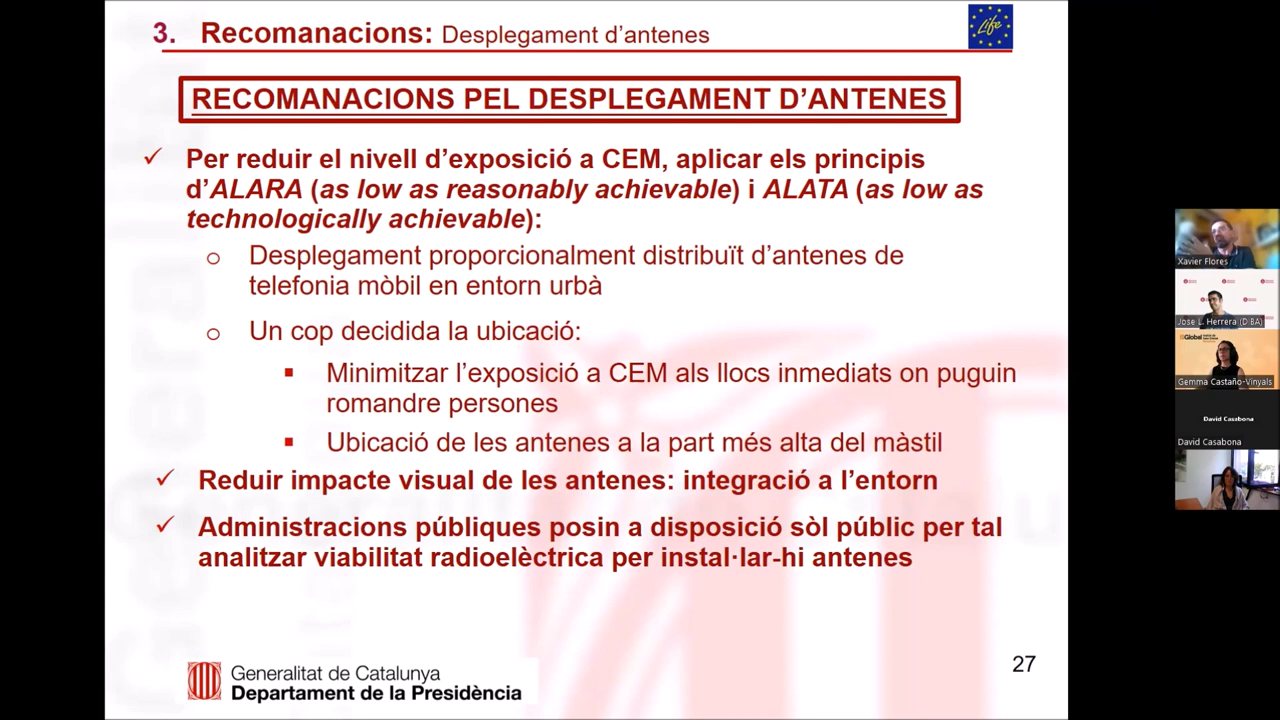 3. Recomanacions: Desplegament d’antenes
Life
RECOMANACIONS PEL DESPLEGAMENT D’ANTENES
✓ Per reduir el nivell d’exposició a CEM, aplicar els principis
d’ALARA (as low as reasonably achievable) i ALATA (as low as
technologically achievable):
o Desplegament proporcionalment distribuït d’antenes de
telefonia mòbil en entorn urbà
o Un cop decidida la ubicació:
▪ Minimitzar l’exposició a CEM als llocs inmediats on puguin
romandre persones
▪ Ubicació de les antenes a la part més alta del màstil
✓ Reduir impacte visual de les antenes: integració a l’entorn
✓ Administracions públiques posin a disposició sòl públic per tal
analitzar viabilitat radioelèctrica per instal·lar-hi antenes
Generalitat de Catalunya
Departament de la Presidència
27
Xavier Flores
Jose L. Herrera (DIBA)
ISGlobal
Gemma Castaño-Vinyals
David Casabona
David Casabona